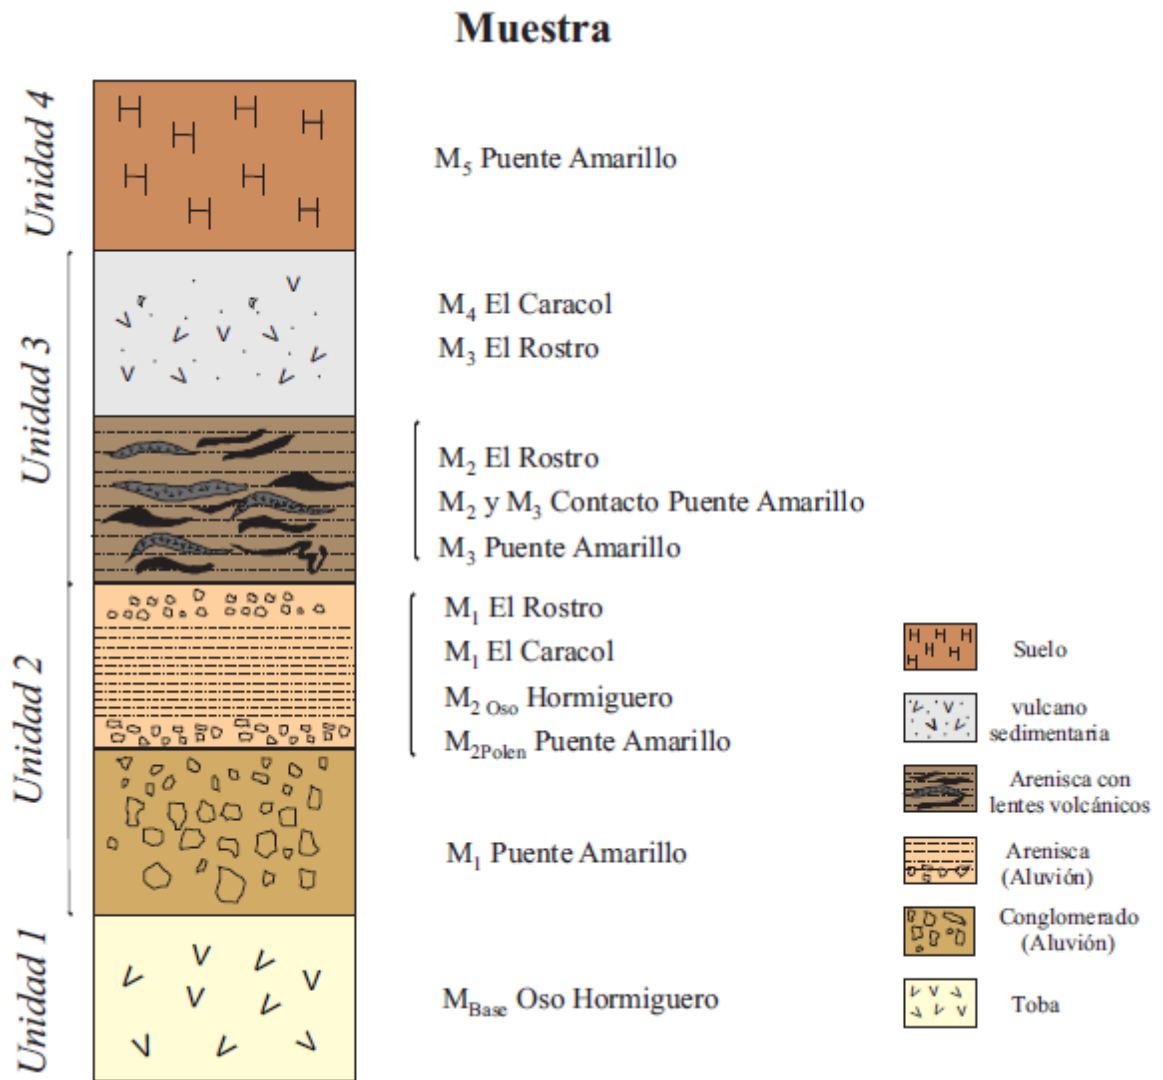 Muestra
Unidad 4
M5 Puente Amarillo
Unidad 3
M4 El Caracol
M3 El Rostro
M2 El Rostro
M2 y M3 Contacto Puente Amarillo
M3 Puente Amarillo
Unidad 2
M1 El Rostro
M1 El Caracol
M2 Oso Hormiguero
M2Polen Puente Amarillo
M1 Puente Amarillo
Unidad 1
MBase Oso Hormiguero
Suelo
vulcano
sedimentaria
Arenisca con
lentes volcánicos
Arenisca
(Aluvión)
Conglomerado
(Aluvión)
Toba